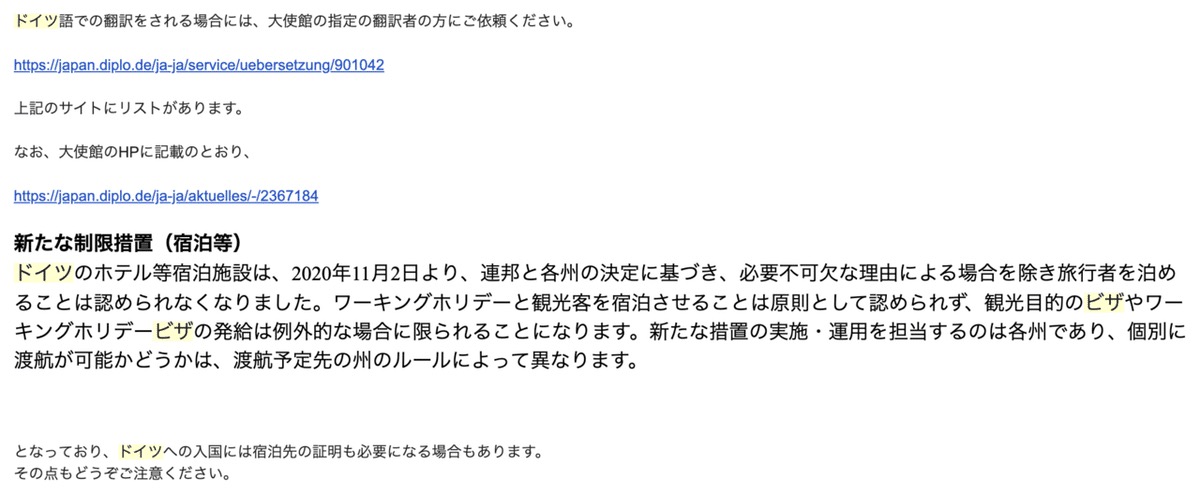 ドイツ語での翻訳をされる場合には、大使館の指定の翻訳者の方にご依頼ください。
https://japan.diplo.de/ja-ja/service/uebersetzung/901042
上記のサイトにリストがあります。
なお、大使館のHPに記載のとおり、
https://japan.diplo.de/ja-ja/aktuelles/-/2367184
新たな制限措置（宿泊等）
ドイツのホテル等宿泊施設は、2020年11月2日より、連邦と各州の決定に基づき、必要不可欠な理由による場合を除き旅行者を泊め
ることは認められなくなりました。ワーキングホリデーと観光客を宿泊させることは原則として認められず、観光目的のビザやワー
キングホリデービザの発給は例外的な場合に限られることになります。新たな措置の実施・運用を担当するのは各州であり、個別に
渡航が可能かどうかは、渡航予定先の州のルールによって異なります。
となっており、ドイツへの入国には宿泊先の証明も必要になる場合もあります。
その点もどうぞご注意ください。